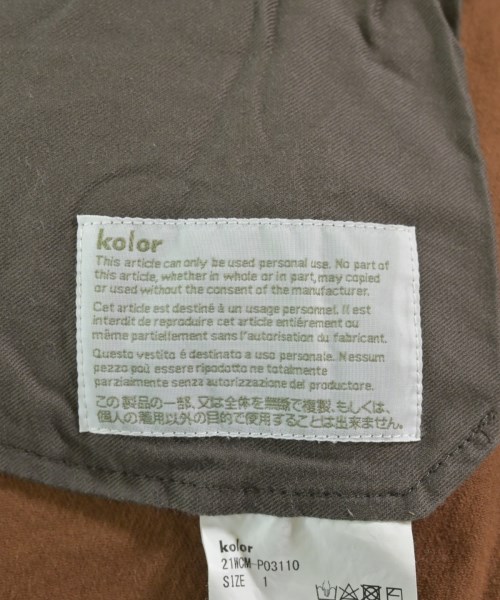 kolor
This article can only be used personal use. No part of
this article, whether in whole or in part, may copied
or used without the consent of the manufacturer.
Cet article est destiné à un usage personnel. Il est
interdit de reproduire cet article entiérement ou
même partielfement sans l'autorisation du fabricant.
Questo vestito é destinato a uso personale. Nessum
pezzo puó essere ripodotto ne totalmente
parzialmente senza autorizzazione del produttore.
この製品の一部、又は全体を無断で複製、もしくは、
個人の着用以外の目的で使用することは出来ません。
kolor
21WCM-P03110
SIZE 1